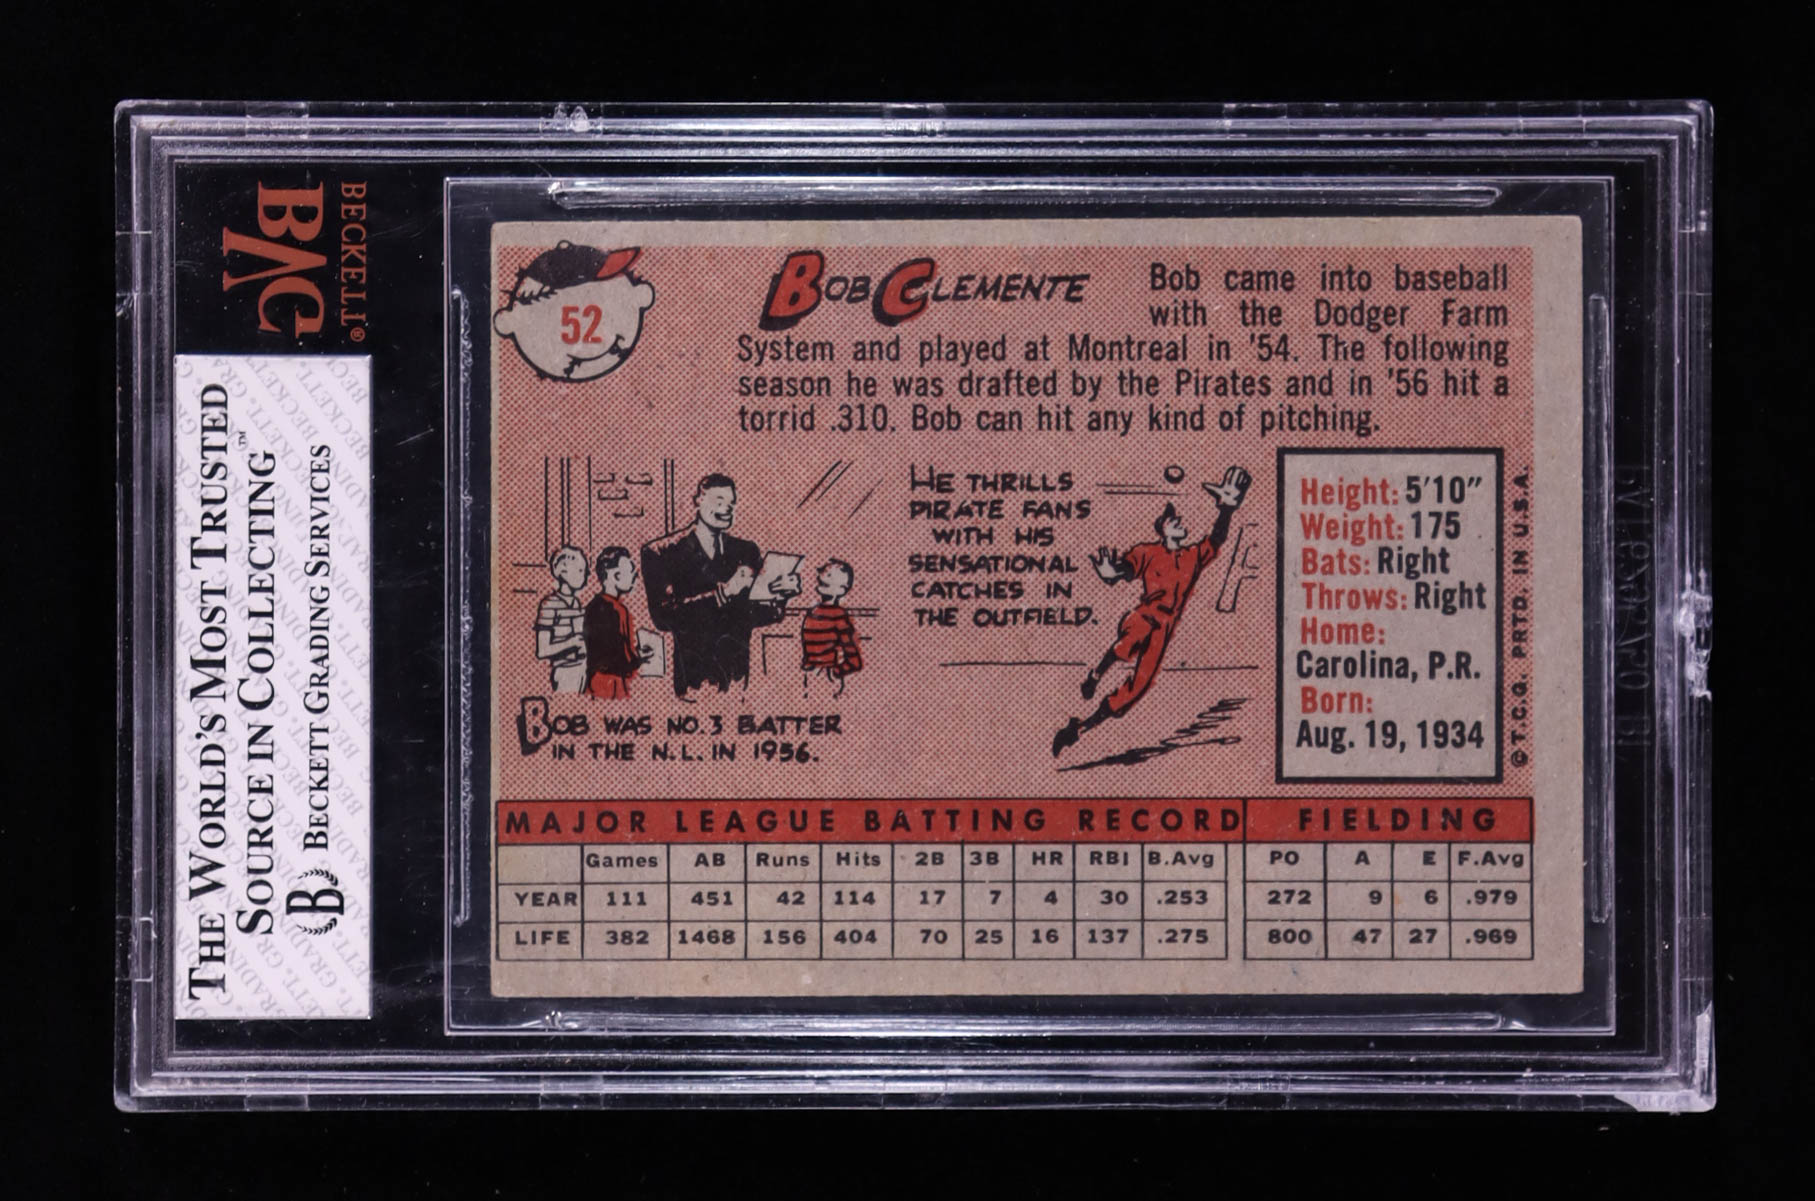 BECKETT®
BVG
THE WORLD'S MOST TRUSTED
SOURCE IN COLLECTING™
B BECKETT GRADING SERVICES
52
BOB CLEMENTE
Bob came into baseball
with the Dodger Farm
System and played at Montreal in '54. The following
season he was drafted by the Pirates and in '56 hit a
torrid .310. Bob can hit any kind of pitching.
HE THRILLS
PIRATE FANS
WITH HIS
SENSATIONAL
CATCHES IN
THE OUTFIELD.
BOB WAS NO. 3 BATTER
IN THE N.L. IN 1956.
Height: 5'10"
Weight: 175
Bats: Right
Throws: Right
Home:
Carolina, P.R.
Born:
Aug. 19, 1934
© T.C.G. PRTD. IN U.S.A.
MAJOR LEAGUE BATTING RECORD FIELDING
Games AB Runs Hits 2B 3B HR RBI B.Avg PO A E F.Avg
YEAR 111 451 42 114 17 7 4 30 .253 272 9 6 .979
LIFE 382 1468 156 404 70 25 16 137 .275 800 47 27 .969